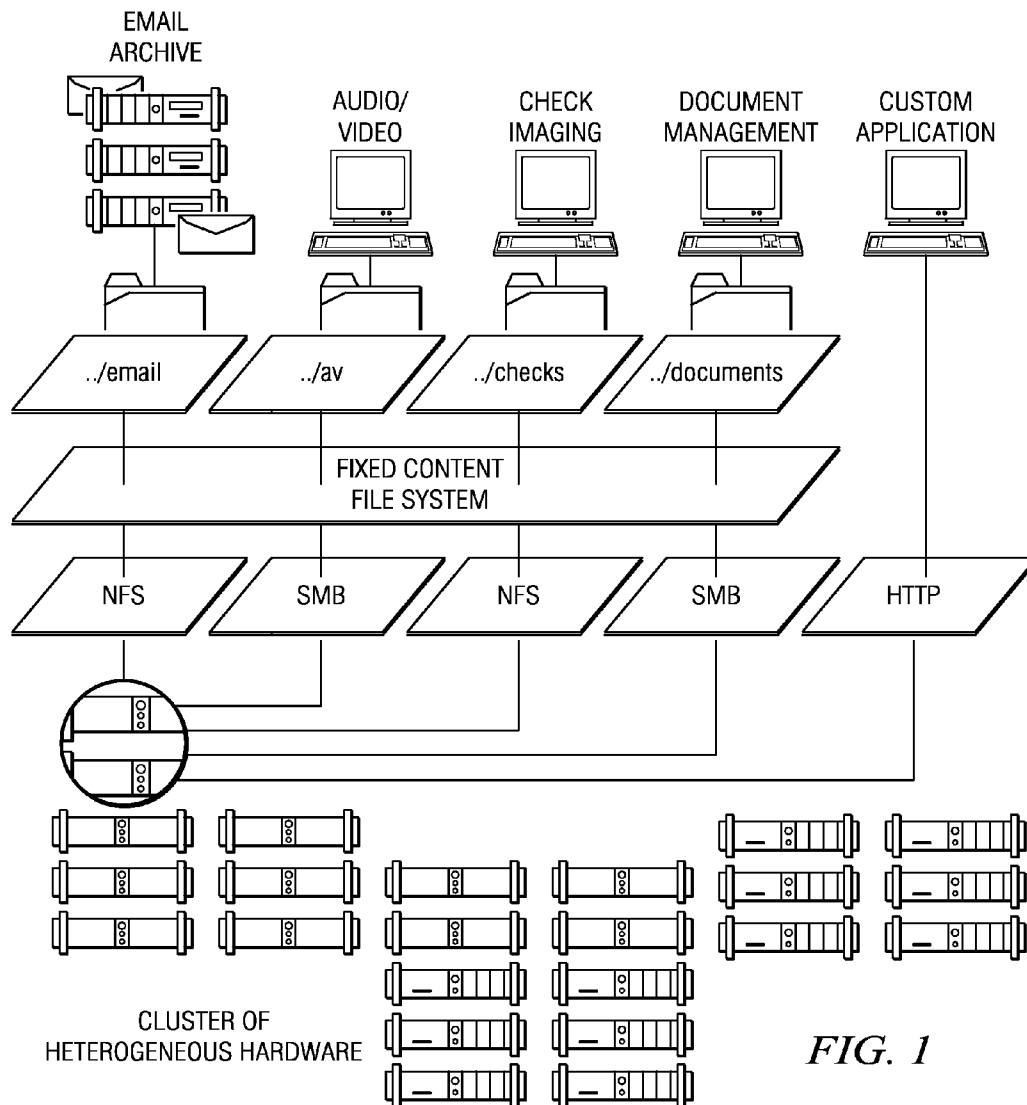 EMAIL
ARCHIVE
AUDIO/
VIDEO
CHECK
IMAGING
DOCUMENT
MANAGEMENT
CUSTOM
APPLICATION
../email
../av
../checks
../documents
FIXED CONTENT
FILE SYSTEM
NFS
SMB
NFS
SMB
HTTP
CLUSTER OF
HETEROGENEOUS HARDWARE
FIG. 1